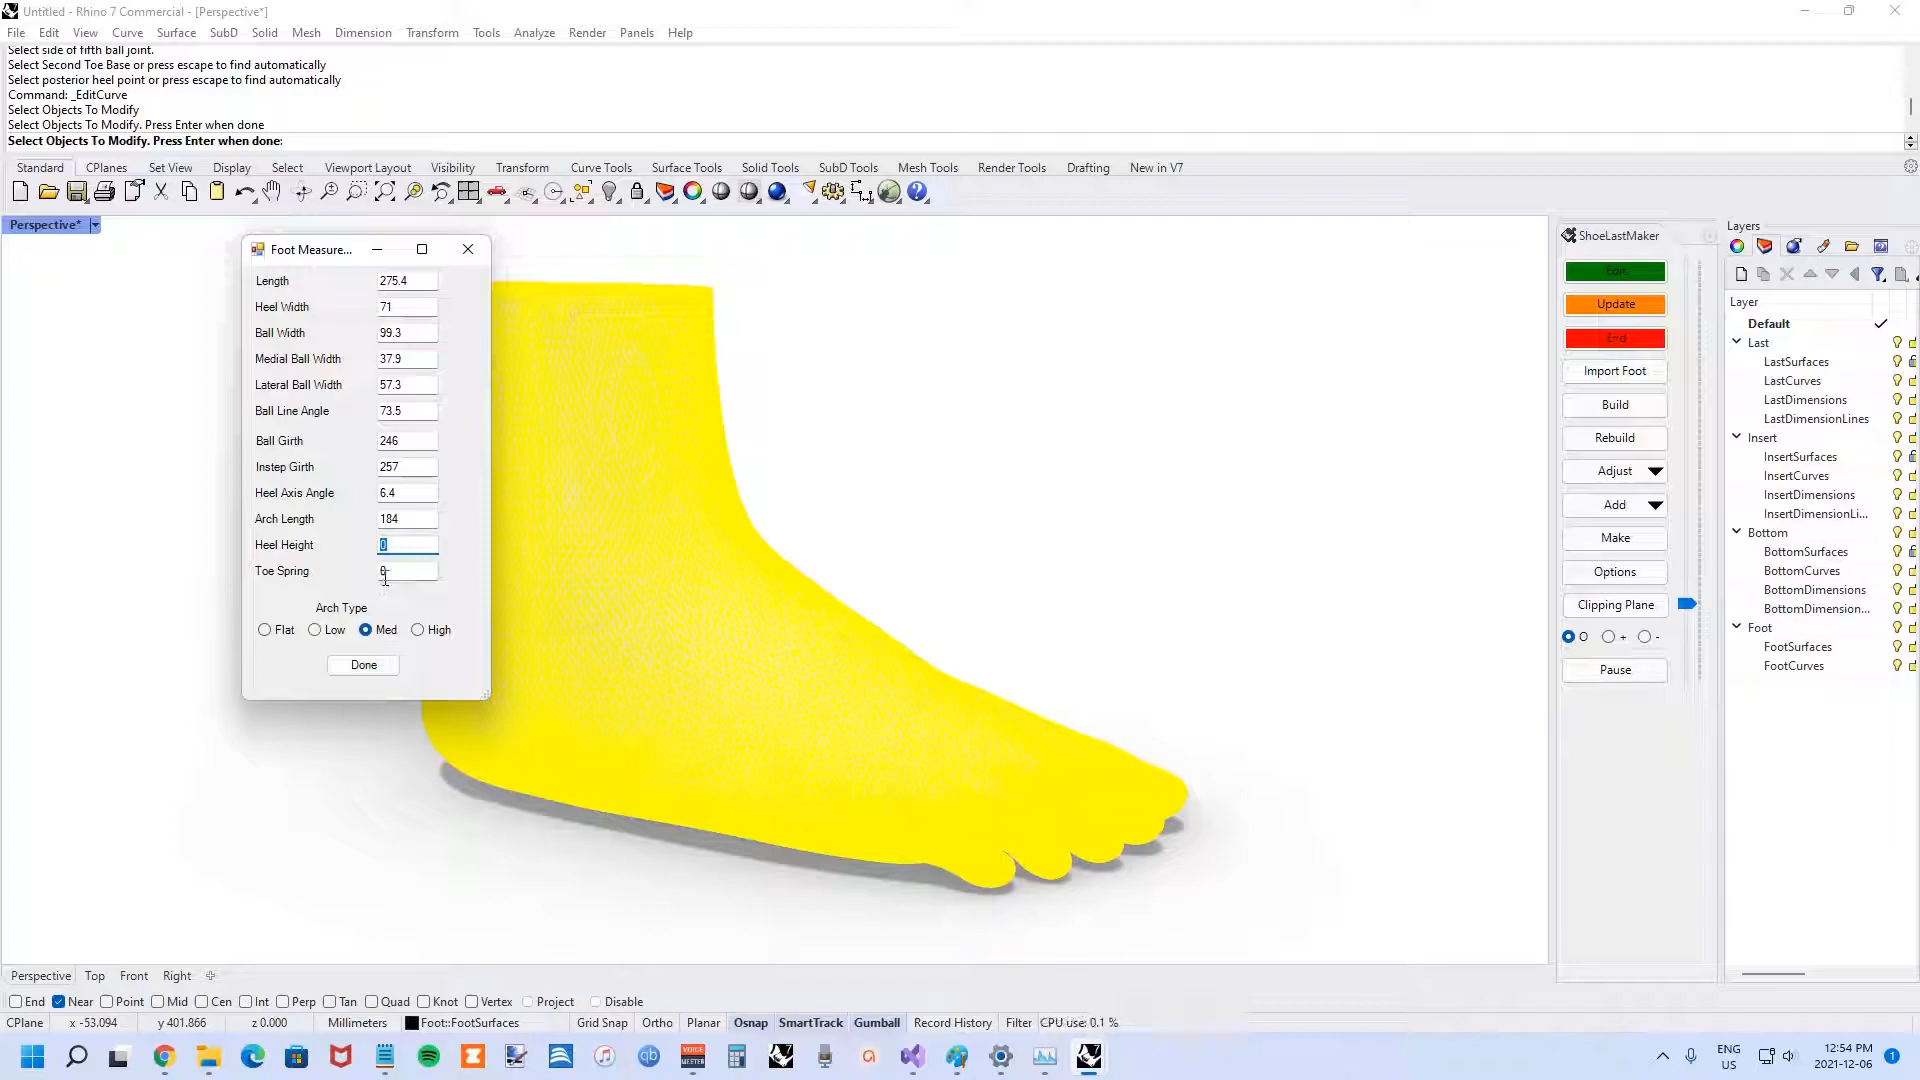 Untitled - Rhino 7 Commercial - [Perspective*]
File Edit View Curve Surface SubD Solid Mesh Dimension Transform Tools Analyze Render Panels Help
Select side of fifth ball joint.
Select Second Toe Base or press escape to find automatically
Select posterior heel point or press escape to find automatically
Command: _EditCurve
Select Objects To Modify
Select Objects To Modify. Press Enter when done
Select Objects To Modify. Press Enter when done:
Standard CPlanes Set View Display Select Viewport Layout Visibility Transform Curve Tools Surface Tools Solid Tools SubD Tools Mesh Tools Render Tools Drafting New in V7
Perspective*
Foot Measure...
Length 275.4
Heel Width 71
Ball Width 99.3
Medial Ball Width 37.9
Lateral Ball Width 57.3
Ball Line Angle 73.5
Ball Girth 246
Instep Girth 257
Heel Axis Angle 6.4
Arch Length 184
Heel Height 0
Toe Spring
Arch Type
Flat Low Med High
Done
ShoeLastMaker
Edit
Update
End
Import Foot
Build
Rebuild
Adjust
Add
Make
Options
Clipping Plane
O + -
Pause
Layers
Layer
Default
Last
LastSurfaces
LastCurves
LastDimensions
LastDimensionLines
Insert
InsertSurfaces
InsertCurves
InsertDimensions
InsertDimensionLi...
Bottom
BottomSurfaces
BottomCurves
BottomDimensions
BottomDimension...
Foot
FootSurfaces
FootCurves
Perspective Top Front Right
End Near Point Mid Cen Int Perp Tan Quad Knot Vertex Project Disable
CPlane x -53.094 y 401.866 z 0.000 Millimeters Foot::FootSurfaces Grid Snap Ortho Planar Osnap SmartTrack Gumball Record History Filter CPU use: 0.1 %
qb
VOICE
MEETER
ENG
US
12:54 PM
2021-12-06
1